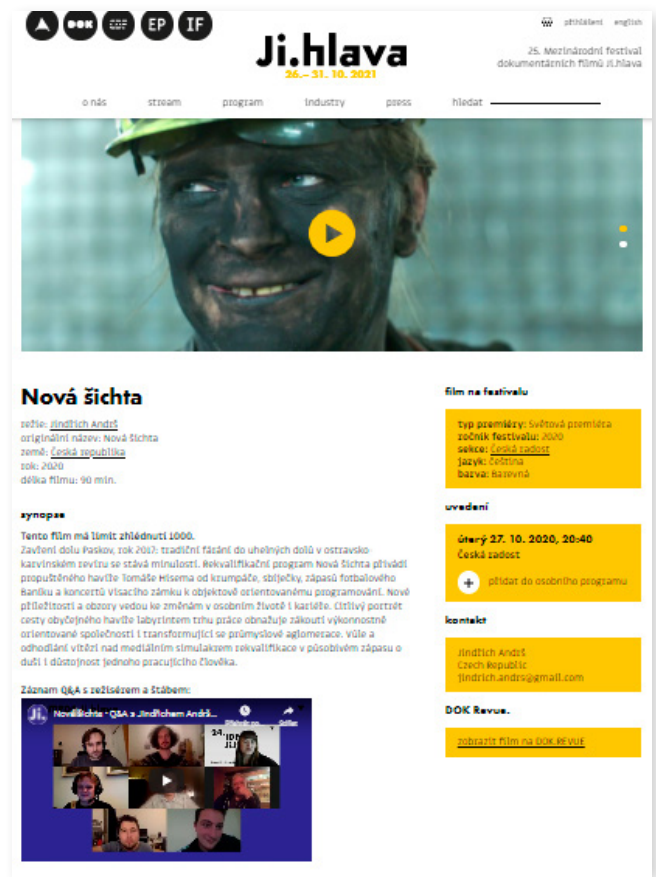 DOK
CDF
EP
IF
přihlášení
english
Ji.hlava
26.– 31. 10. 2021
25. Mezinárodní festival
dokumentárních filmů Ji.hlava
o nás
stream
program
industry
press
hledat
Nová šichta
režie: Jindřich Andrš
originální název: Nová šichta
země: Česká republika
rok: 2020
délka filmu: 90 min.
synopse
Tento film má limit zhlédnutí 1000.
Zavření dolu Paskov, rok 2017: tradiční fárání do uhelných dolů v ostravsko-
karvinském revíru se stává minulostí. Rekvalifikační program Nová šichta přivádí
propuštěného havíře Tomáše Hisema od krumpáče, sbíječky, zápasů fotbalového
Baníku a koncertů Visacího zámku k objektově orientovanému programování. Nové
příležitosti a obzory vedou ke změnám v osobním životě i kariéře. Citlivý portrét
cesty obyčejného havíře labyrintem trhu práce obnažuje zákoutí výkonnostně
orientované společnosti i transformující se průmyslové aglomerace. Vůle a
odhodlání vítězí nad mediálním simulakrem rekvalifikace v působivém zápasu o
duši i důstojnost jednoho pracujícího člověka.
Záznam Q&A s režisérem a štábem:
Ji.
Nová šichta - Q&A s Jindřichem Andrš...
Sdílet
24.
film na festivalu
typ premiéry: Světová premiéra
ročník festivalu: 2020
sekce: Česká radost
jazyk: čeština
barva: Barevná
uvedení
úterý 27. 10. 2020, 20:40
Česká radost
přidat do osobního programu
kontakt
Jindřich Andrš
Czech Republic
jindrich.andrs@gmail.com
DOK Revue.
zobrazit film na DOK.REVUE